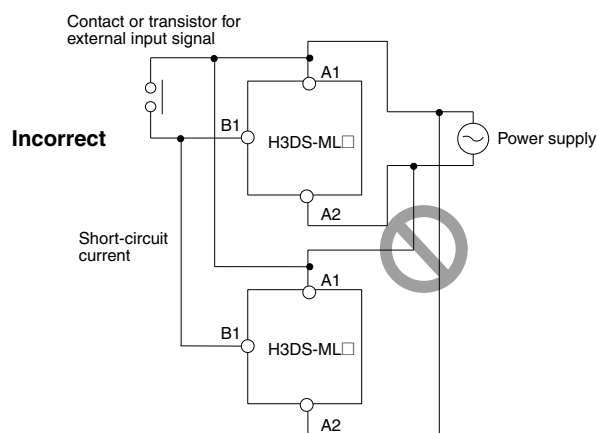 Contact or transistor for
external input signal
A1
B1
H3DS-ML□
Incorrect
Power supply
A2
Short-circuit
current
A1
B1
H3DS-ML□
A2